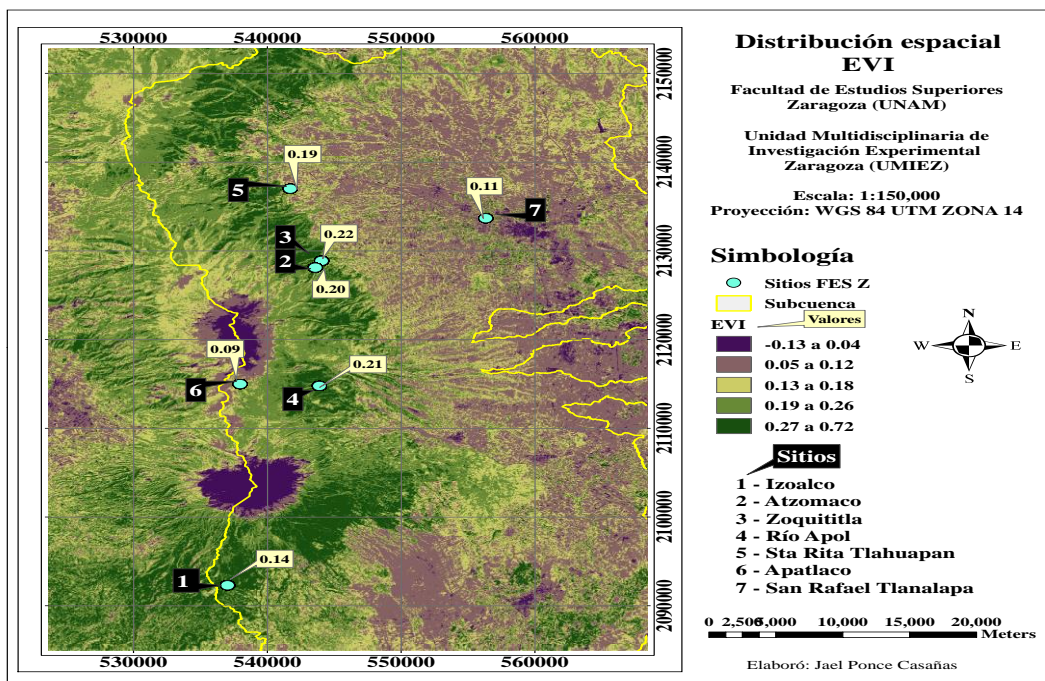 530000 540000 550000 560000
2150000
2140000
2130000
2120000
2110000
2100000
2090000
530000 540000 550000 560000
0.19
5
0.11
7
3
0.22
2
0.20
0.09
6
0.21
4
0.14
1
Distribución espacial
EVI
Facultad de Estudios Superiores
Zaragoza (UNAM)
Unidad Multidisciplinaria de
Investigación Experimental
Zaragoza (UMIEZ)
Escala: 1:150,000
Proyección: WGS 84 UTM ZONA 14
Simbología
Sitios FES Z
Subcuenca
EVI Valores
-0.13 a 0.04
0.05 a 0.12
0.13 a 0.18
0.19 a 0.26
0.27 a 0.72
N
W E
S
Sitios
1 - Izoalco
2 - Atzomaco
3 - Zoquititla
4 - Río Apol
5 - Sta Rita Tlahuapan
6 - Apatlaco
7 - San Rafael Tlanalapa
0 2,500 5,000 10,000 15,000 20,000
Meters
Elaboró: Jael Ponce Casañas